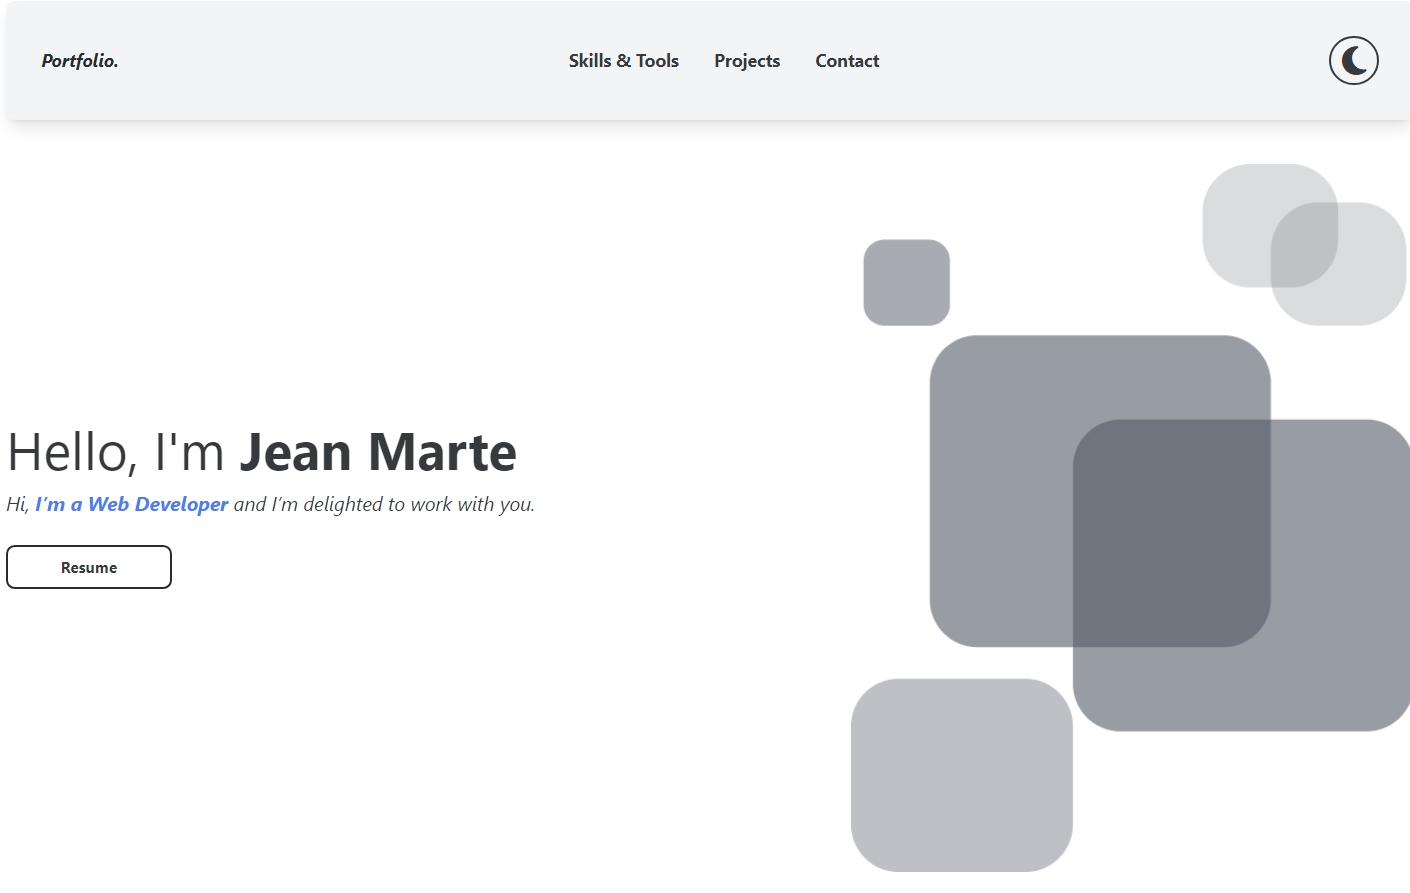 Portfolio.
Skills & Tools
Projects
Contact
Hello, I'm Jean Marte
Hi, I’m a Web Developer and I’m delighted to work with you.
Resume